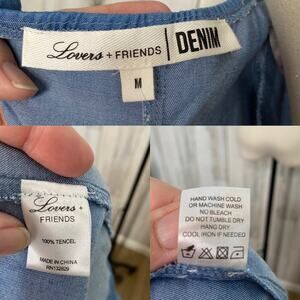 Lovers + FRIENDS | DENIM
M
Lovers +
FRIENDS
100% TENCEL
MADE IN CHINA
RN132829
HAND WASH COLD
OR MACHINE WASH
NO BLEACH
DO NOT TUMBLE DRY
HANG DRY
COOL IRON IF NEEDED